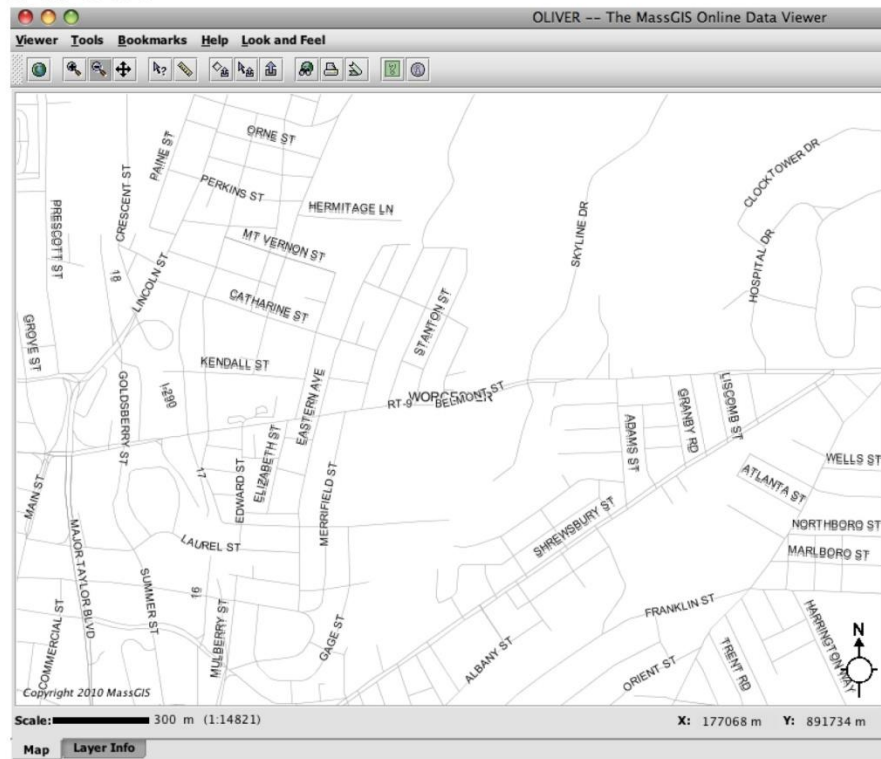 OLIVER -- The MassGIS Online Data Viewer
Viewer Tools Bookmarks Help Look and Feel
ORNE ST
PAINE ST
CRESCENT ST
PERKINS ST
HERMITAGE LN
PRESCOTT ST
MT VERNON ST
SKYLINE DR
CLOCKTOWER DR
HOSPITAL DR
18
LINCOLN ST
CATHARINE ST
STANTON ST
GROVE ST
KENDALL ST
GOLDSBERRY ST
I-290
EASTERN AVE
RT-9
WORCESTER
BELMONT ST
LISCOMB ST
GRANBY RD
ADAMS ST
ELIZABETH ST
EDWARD ST
17
MAIN ST
MERRIFIELD ST
WELLS ST
ATLANTA ST
SHREWSBURY ST
NORTHBORO ST
MARLBORO ST
MAJOR TAYLOR BLVD
LAUREL ST
SUMMER ST
16
MULBERRY ST
COMMERCIAL ST
GAGE ST
ALBANY ST
FRANKLIN ST
ORIENT ST
TRENT RD
HARRINGTON WAY
N
Copyright 2010 MassGIS
Scale: 300 m (1:14821)
X: 177068 m Y: 891734 m
Map Layer Info